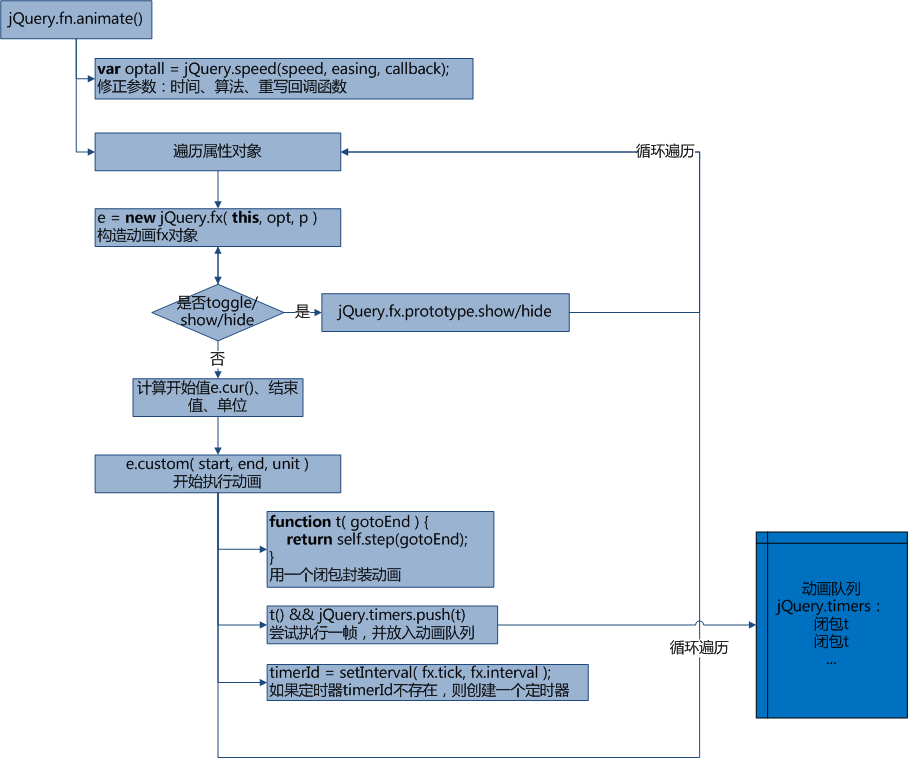 jQuery.fn.animate()
var optall = jQuery.speed(speed, easing, callback);
修正参数：时间、算法、重写回调函数
遍历属性对象
循环遍历
e = new jQuery.fx( this, opt, p )
构造动画fx对象
是否toggle/
show/hide
是
jQuery.fx.prototype.show/hide
否
计算开始值e.cur()、结束
值、单位
e.custom( start, end, unit )
开始执行动画
function t( gotoEnd ) {
return self.step(gotoEnd);
}
用一个闭包封装动画
t() && jQuery.timers.push(t)
尝试执行一帧，并放入动画队列
循环遍历
timerId = setInterval( fx.tick, fx.interval );
如果定时器timerId不存在，则创建一个定时器
动画队列
jQuery.timers：
闭包t
闭包t
...